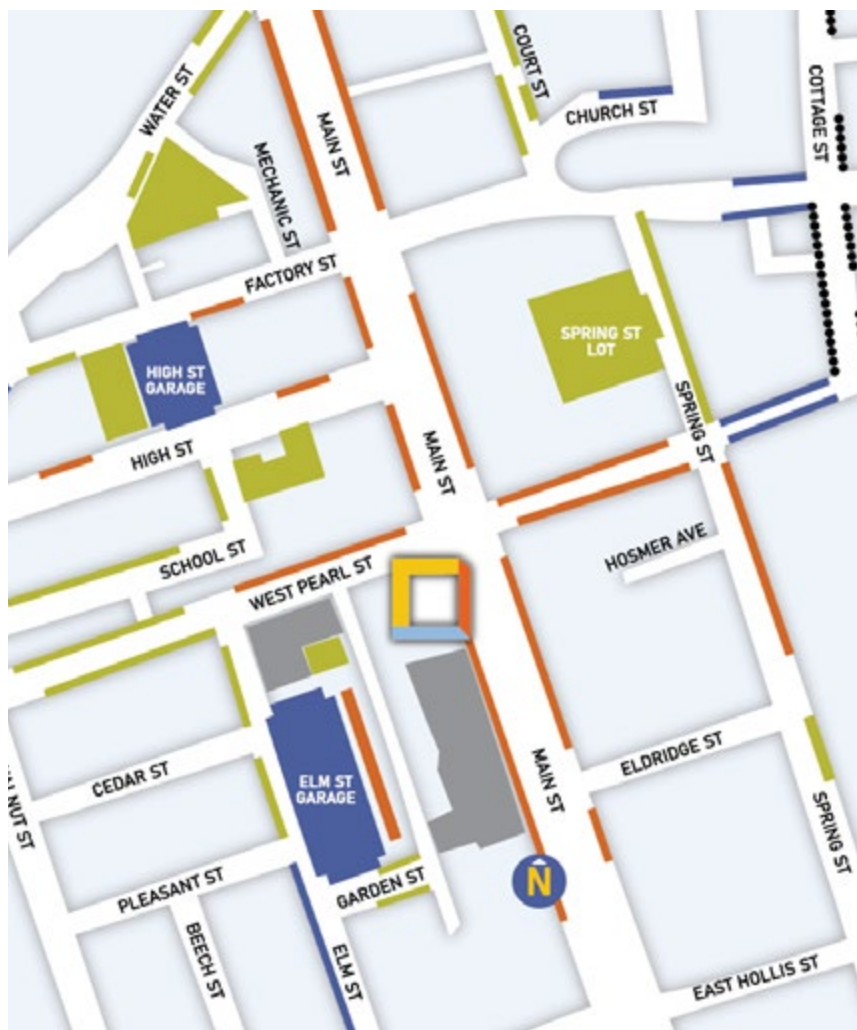 WATER ST
MAIN ST
COURT ST
CHURCH ST
COTTAGE ST
MECHANIC ST
FACTORY ST
HIGH ST
GARAGE
SPRING ST
LOT
HIGH ST
MAIN ST
SPRING ST
SCHOOL ST
HOSMER AVE
WEST PEARL ST
CEDAR ST
ELM ST
GARAGE
MAIN ST
ELDRIDGE ST
NUT ST
SPRING ST
PLEASANT ST
GARDEN ST
N
BEECH ST
ELM ST
EAST HOLLIS ST